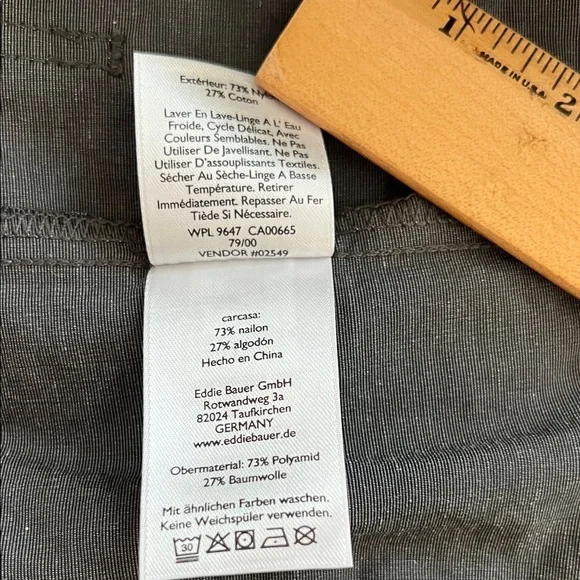 Extérieur: 73%
27% Coton
Laver En Lave-Linge A L' Eau
Froide, Cycle Délicat, Avec
Couleurs Semblables. Ne Pas
Utiliser De Javellisant. Ne Pas
Utiliser D'assouplissants Textiles.
Sécher Au Sèche-Linge A Basse
Température. Retirer
Immédiatement. Repasser Au Fer
Tiède Si Nécessaire.
WPL 9647 CA00665
79/00
VENDOR #02549
carcasa:
73% nailon
27% algodón
Hecho en China
Eddie Bauer GmbH
Rotwandweg 3a
82024 Taufkirchen
GERMANY
www.eddiebauer.de
Obermaterial: 73% Polyamid
27% Baumwolle
Mit ähnlichen Farben waschen.
Keine Weichspüler verwenden.
30
1
MADE IN U.S.A.
2